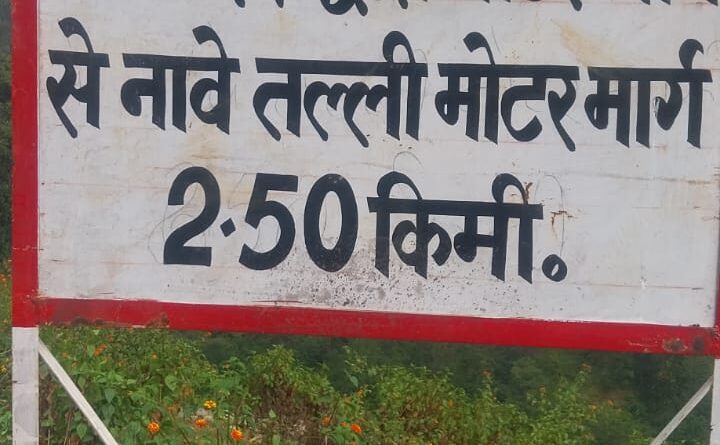 से नावे तल्ली मोटर मार्ग
2.50 किमी.